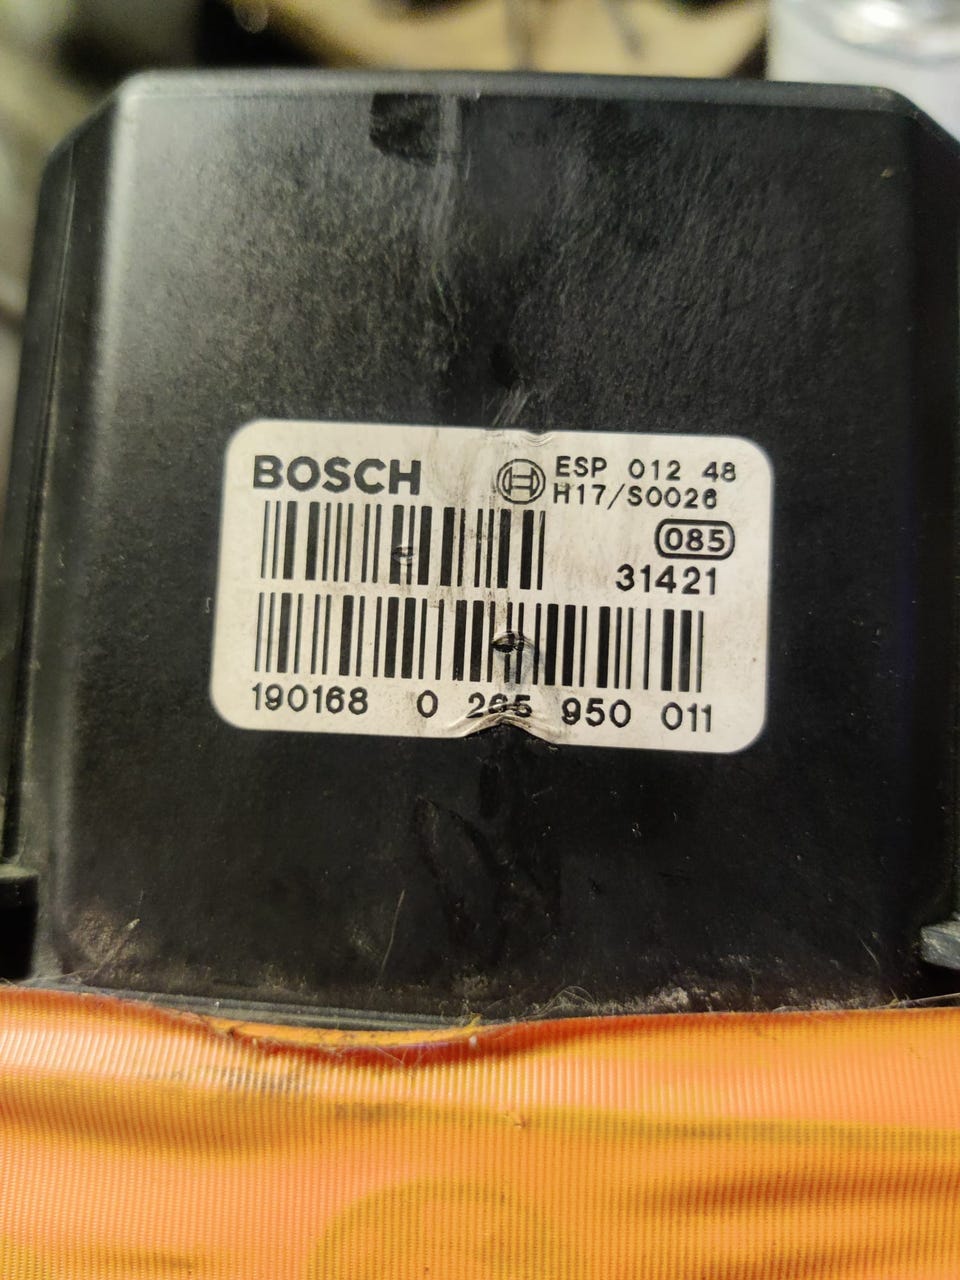 BOSCH
ESP 012 48
H17/S0026
085
31421
190168 0 265 950 011